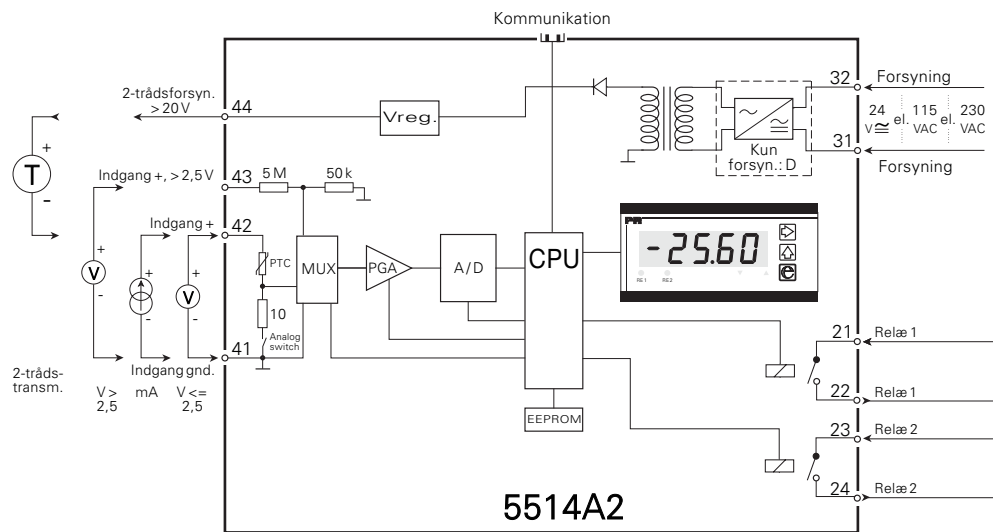 Kommunikation
2-trådsforsyn.
>20 V
44
Vreg.
32
Forsyning
24
V≅
el.
115
VAC
el.
230
VAC
Kun
forsyn.: D
31
Forsyning
Indgang +, > 2,5 V
43
5 M
50 k
T
+
-
Indgang +
42
PTC
MUX
PGA
A/D
CPU
PR
-25.60
RE1
RE2
e
V
+
-
+
-
V
+
-
10
Analog
switch
41
Indgang gnd.
2-tråds-
transm.
V >
2,5
mA
V <=
2,5
EEPROM
21
Relæ 1
22
Relæ 1
23
Relæ 2
24
Relæ 2
5514A2